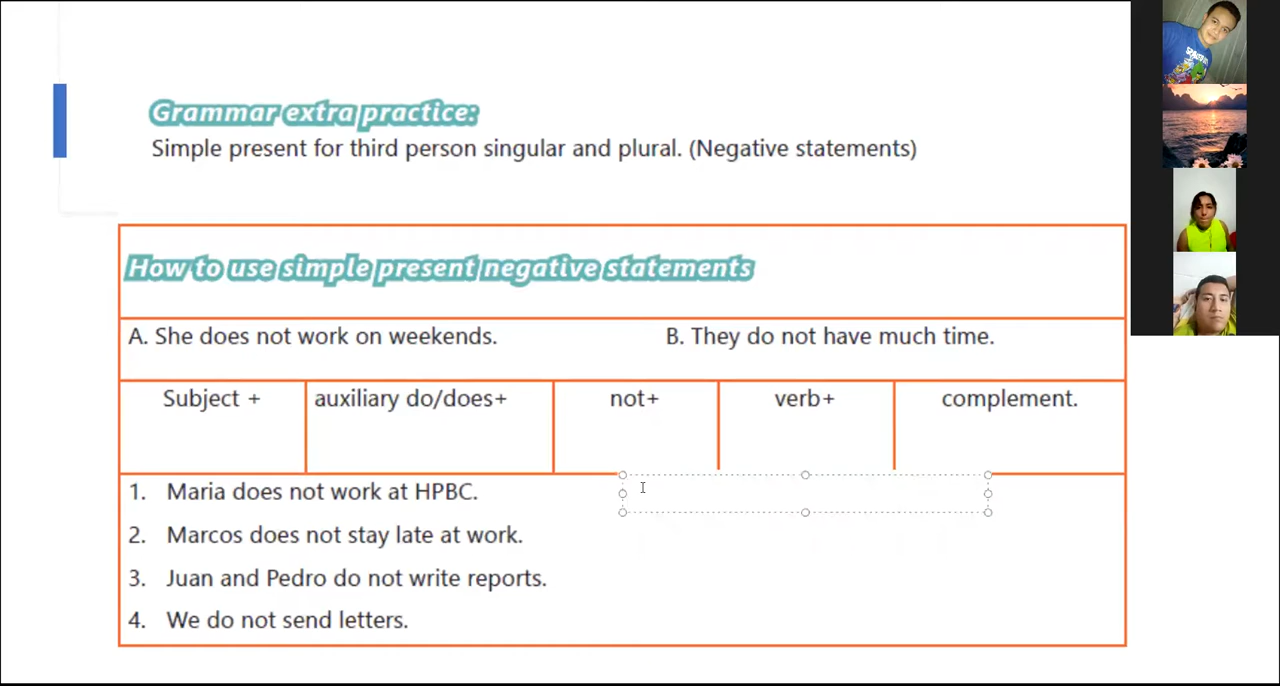 Grammar extra practice:
Simple present for third person singular and plural. (Negative statements)
How to use simple present negative statements
A. She does not work on weekends. B. They do not have much time.
Subject + auxiliary do/does+ not+ verb+ complement.
1. Maria does not work at HPBC.
2. Marcos does not stay late at work.
3. Juan and Pedro do not write reports.
4. We do not send letters.